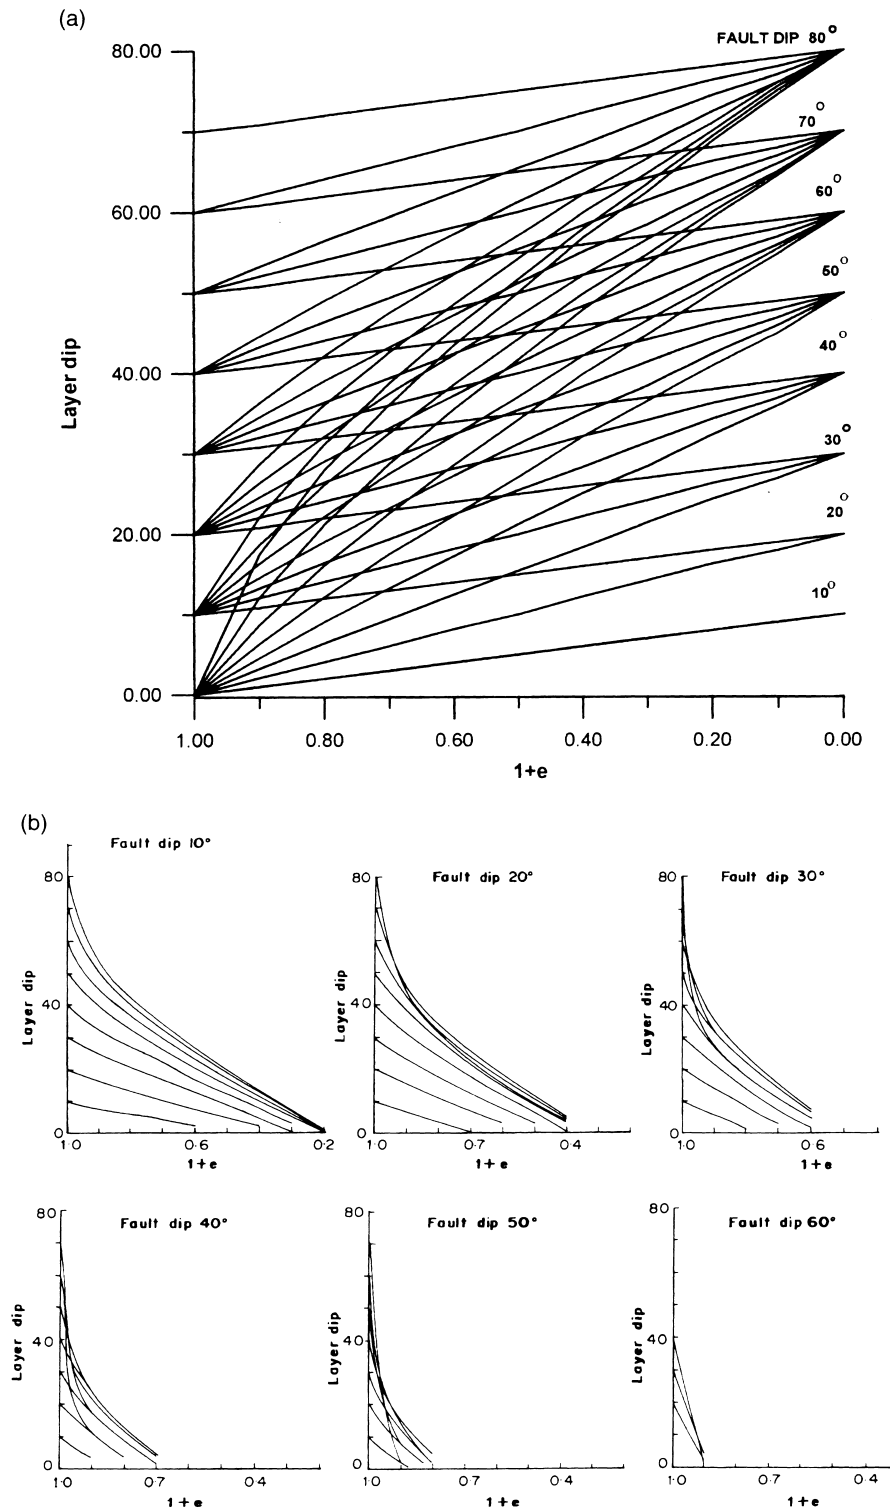 (a)
FAULT DIP 80°
80.00
70°
60.00
60°
50°
40.00
40°
30°
20.00
20°
10°
0.00
Layer dip
1.00 0.80 0.60 0.40 0.20 0.00
1+e
(b)
Fault dip 10°
80
40
0
Layer dip
1·0 0·6 0·2
1+e
Fault dip 20°
80
40
0
Layer dip
1·0 0·7 0·4
1+e
Fault dip 30°
80
40
0
Layer dip
1·0 0·6
1+e
Fault dip 40°
80
40
0
Layer dip
1·0 0·7 0·4
1+e
Fault dip 50°
80
40
0
Layer dip
1·0 0·7 0·4
1+e
Fault dip 60°
80
40
0
Layer dip
1·0 0·7 0·4
1+e